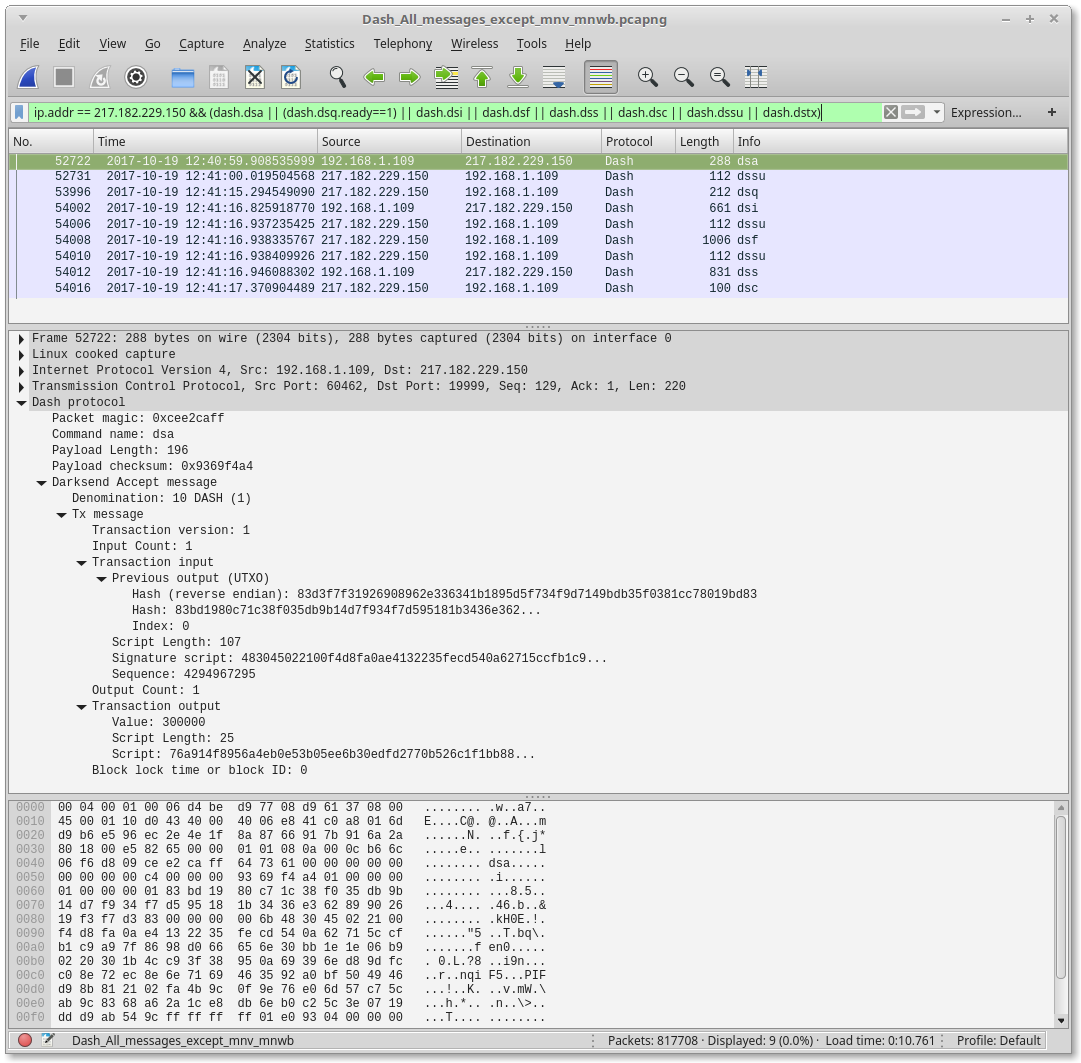 Dash_All_messages_except_mnv_mnwb.pcapng
File Edit View Go Capture Analyze Statistics Telephony Wireless Tools Help
ip.addr == 217.182.229.150 && (dash.dsa || (dash.dsq.ready==1) || dash.dsi || dash.dsf || dash.dss || dash.dsc || dash.dssu || dash.dstx) Expression... +
No. Time Source Destination Protocol Length Info
52722 2017-10-19 12:40:59.908535999 192.168.1.109 217.182.229.150 Dash 288 dsa
52731 2017-10-19 12:41:00.019504568 217.182.229.150 192.168.1.109 Dash 112 dssu
53996 2017-10-19 12:41:15.294549090 217.182.229.150 192.168.1.109 Dash 212 dsq
54002 2017-10-19 12:41:16.825918770 192.168.1.109 217.182.229.150 Dash 661 dsi
54006 2017-10-19 12:41:16.937235425 217.182.229.150 192.168.1.109 Dash 112 dssu
54008 2017-10-19 12:41:16.938335767 217.182.229.150 192.168.1.109 Dash 1006 dsf
54010 2017-10-19 12:41:16.938409926 217.182.229.150 192.168.1.109 Dash 112 dssu
54012 2017-10-19 12:41:16.946088302 192.168.1.109 217.182.229.150 Dash 831 dss
54016 2017-10-19 12:41:17.370904489 217.182.229.150 192.168.1.109 Dash 100 dsc
Frame 52722: 288 bytes on wire (2304 bits), 288 bytes captured (2304 bits) on interface 0
Linux cooked capture
Internet Protocol Version 4, Src: 192.168.1.109, Dst: 217.182.229.150
Transmission Control Protocol, Src Port: 60462, Dst Port: 19999, Seq: 129, Ack: 1, Len: 220
Dash protocol
Packet magic: 0xcee2caff
Command name: dsa
Payload Length: 196
Payload checksum: 0x9369f4a4
Darksend Accept message
Denomination: 10 DASH (1)
Tx message
Transaction version: 1
Input Count: 1
Transaction input
Previous output (UTXO)
Hash (reverse endian): 83d3f7f31926908962e336341b1895d5f734f9d7149bdb35f0381cc78019bd83
Hash: 83bd1980c71c38f035db9b14d7f934f7d595181b3436e362...
Index: 0
Script Length: 107
Signature script: 483045022100f4d8fa0ae4132235fecd540a62715ccfb1c9...
Sequence: 4294967295
Output Count: 1
Transaction output
Value: 300000
Script Length: 25
Script: 76a914f8956a4eb0e53b05ee6b30edfd2770b526c1f1bb88...
Block lock time or block ID: 0
0000 00 04 00 01 00 06 d4 be d9 77 08 d9 61 37 08 00 ........ .w..a7..
0010 45 00 01 10 d0 43 40 00 40 06 e8 41 c0 a8 01 6d E....C@. @..A...m
0020 d9 b6 e5 96 ec 2e 4e 1f 8a 87 66 91 7b 91 6a 2a ......N. ..f.{.j*
0030 80 18 00 e5 82 65 00 00 01 01 08 0a 00 0c b6 6c .....e.. .......l
0040 06 f6 d8 09 ce e2 ca ff 64 73 61 00 00 00 00 00 ........ dsa.....
0050 00 00 00 00 c4 00 00 00 93 69 f4 a4 01 00 00 00 ........ .i......
0060 01 00 00 00 01 83 bd 19 80 c7 1c 38 f0 35 db 9b ........ ...8.5..
0070 14 d7 f9 34 f7 d5 95 18 1b 34 36 e3 62 89 90 26 ...4.... .46.b..&
0080 19 f3 f7 d3 83 00 00 00 00 6b 48 30 45 02 21 00 ........ .kH0E.!.
0090 f4 d8 fa 0a e4 13 22 35 fe cd 54 0a 62 71 5c cf ......"5 ..T.bq\.
00a0 b1 c9 a9 7f 86 98 d0 66 65 6e 30 bb 1e 1e 06 b9 .......f en0.....
00b0 02 20 30 1b 4c c9 3f 38 95 0a 69 39 6e d8 9d fc . 0.L.?8 ..i9n...
00c0 c0 8e 72 ec 8e 6e 71 69 46 35 92 a0 bf 50 49 46 ..r..nqi F5...PIF
00d0 d9 8b 81 21 02 fa 4b 9c 0f 9e 76 e0 6d 57 c7 5c ...!..K. ..v.mW.\
00e0 ab 9c 83 68 a6 2a 1c e8 db 6e b0 c2 5c 3e 07 19 ...h.*.. .n..\>..
00f0 dd d9 ab 54 9c ff ff ff ff 01 e0 93 04 00 00 00 ...T.... ........
Dash_All_messages_except_mnv_mnwb Packets: 817708 · Displayed: 9 (0.0%) · Load time: 0:10.761 Profile: Default